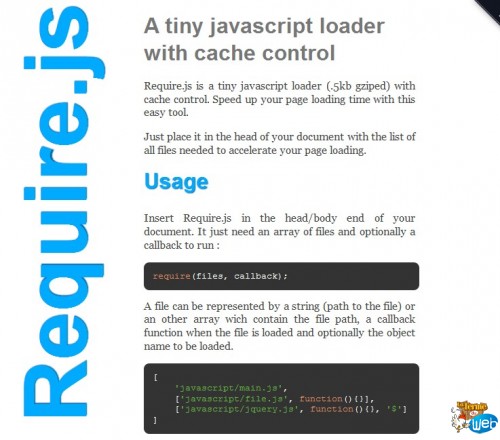 Require.js
A tiny javascript loader
with cache control
Require.js is a tiny javascript loader (.5kb gziped) with
cache control. Speed up your page loading time with this
easy tool.
Just place it in the head of your document with the list of
all files needed to accelerate your page loading.
Usage
Insert Require.js in the head/body end of your
document. It just need an array of files and optionally a
callback to run :
require(files, callback);
A file can be represented by a string (path to the file) or
an other array wich contain the file path, a callback
function when the file is loaded and optionally the object
name to be loaded.
[
'javascript/main.js',
['javascript/file.js', function(){}],
['javascript/jquery.js', function(){}, '$']
]
la ferme
du web